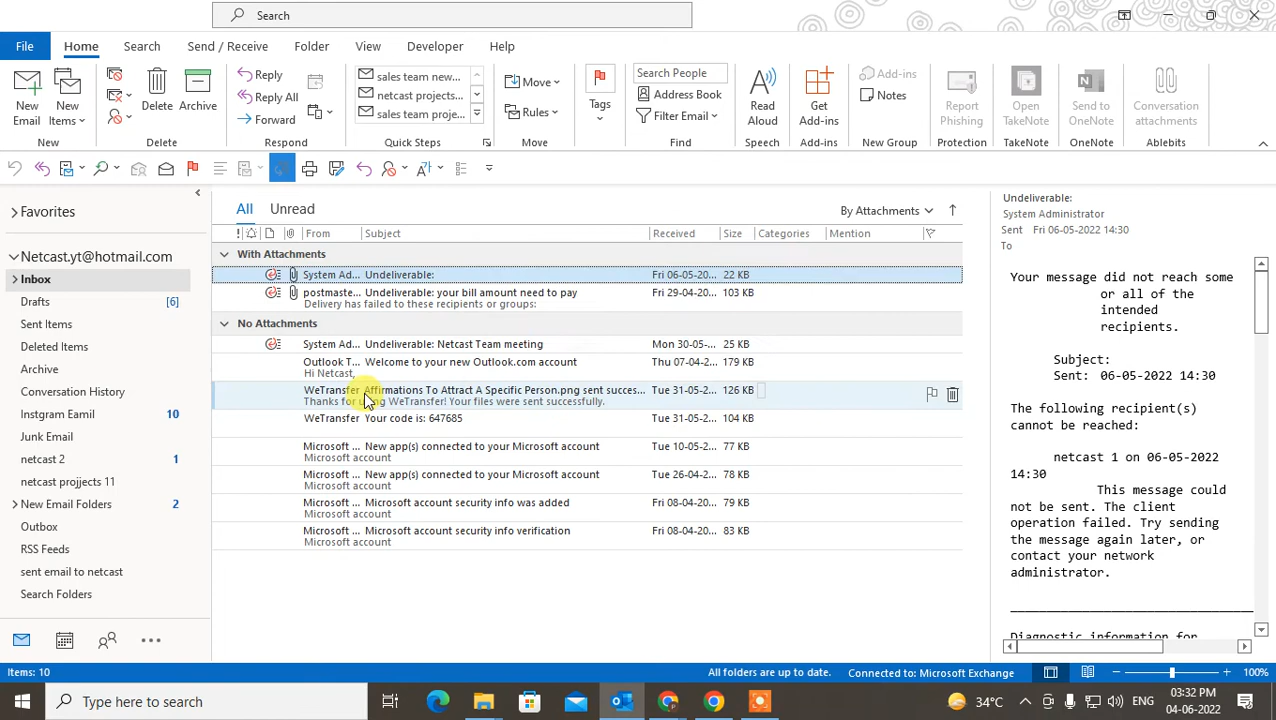 Search
File Home Search Send / Receive Folder View Developer Help
New Email
New Items
Delete
Archive
Reply
Reply All
Forward
sales team new...
netcast projects...
sales team proje...
Move
Rules
Tags
Search People
Address Book
Filter Email
Read Aloud
Get Add-ins
Add-ins
Notes
Report Phishing
Open TakeNote
Send to OneNote
Conversation attachments
New Delete Respond Quick Steps Move Find Speech Add-ins New Group Protection TakeNote OneNote Ablebits
Favorites
Netcast.yt@hotmail.com
Inbox
Drafts [6]
Sent Items
Deleted Items
Archive
Conversation History
Instgram Eamil 10
Junk Email
netcast 2 1
netcast projjects 11
New Email Folders 2
Outbox
RSS Feeds
sent email to netcast
Search Folders
All Unread By Attachments
! From Subject Received Size Categories Mention
With Attachments
System Ad... Undeliverable: Fri 06-05-20... 22 KB
postmaste... Undeliverable: your bill amount need to pay Fri 29-04-20... 103 KB
Delivery has failed to these recipients or groups:
No Attachments
System Ad... Undeliverable: Netcast Team meeting Mon 30-05-... 25 KB
Outlook T... Welcome to your new Outlook.com account Thu 07-04-2... 179 KB
Hi Netcast,
WeTransfer Affirmations To Attract A Specific Person.png sent succes... Tue 31-05-2... 126 KB
Thanks for using WeTransfer! Your files were sent successfully.
WeTransfer Your code is: 647685 Tue 31-05-2... 104 KB
Microsoft ... New app(s) connected to your Microsoft account Tue 10-05-2... 77 KB
Microsoft account
Microsoft ... New app(s) connected to your Microsoft account Tue 26-04-2... 78 KB
Microsoft account
Microsoft ... Microsoft account security info was added Fri 08-04-20... 79 KB
Microsoft account
Microsoft ... Microsoft account security info verification Fri 08-04-20... 83 KB
Microsoft account
Undeliverable:
System Administrator
Sent Fri 06-05-2022 14:30
To
Your message did not reach some
or all of the
intended
recipients.
Subject:
Sent: 06-05-2022 14:30
The following recipient(s)
cannot be reached:
netcast 1 on 06-05-2022
14:30
This message could
not be sent. The client
operation failed. Try sending
the message again later, or
contact your network
administrator.
Diagnostic information for
Items: 10 All folders are up to date. Connected to: Microsoft Exchange 100%
Type here to search 34°C ENG 03:32 PM
04-06-2022